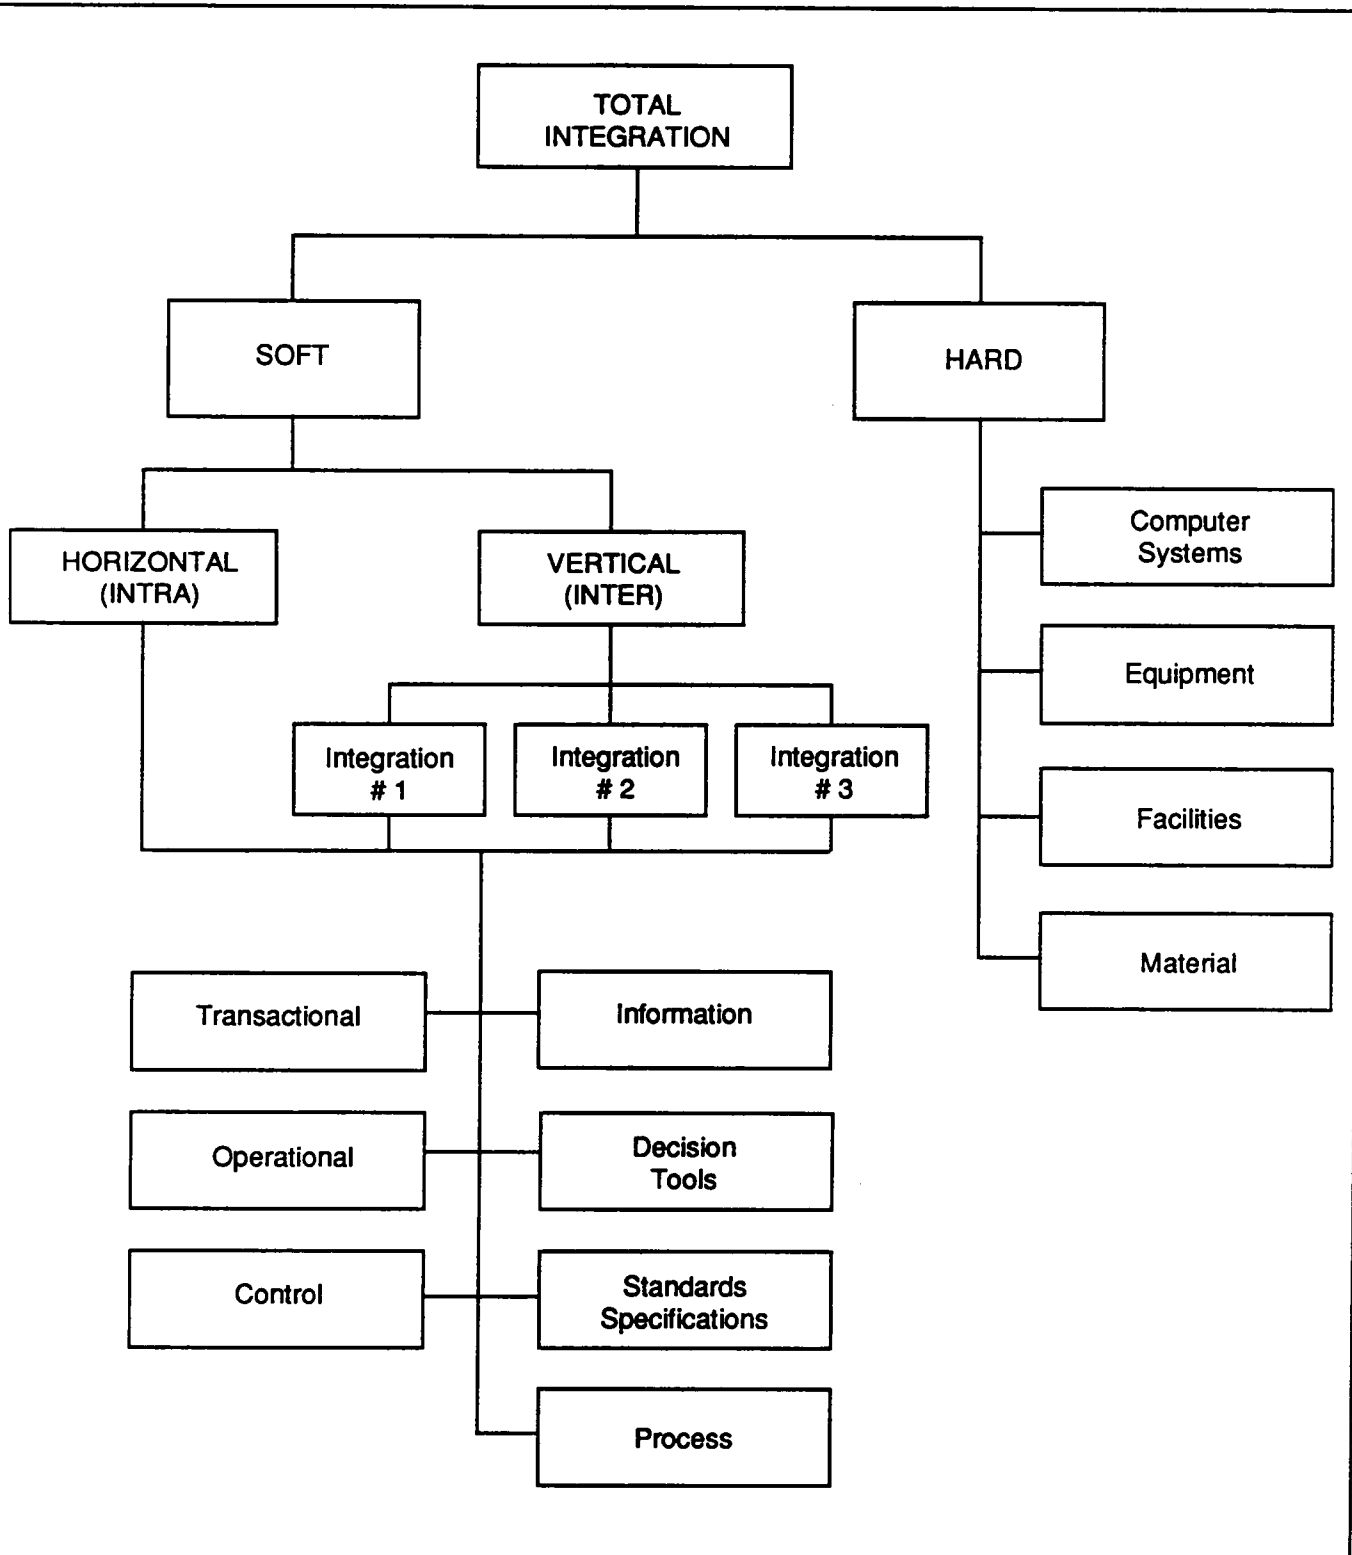 TOTAL
INTEGRATION
SOFT
HARD
HORIZONTAL
(INTRA)
VERTICAL
(INTER)
Computer
Systems
Equipment
Integration
# 1
Integration
# 2
Integration
# 3
Facilities
Material
Transactional
Information
Operational
Decision
Tools
Control
Standards
Specifications
Process